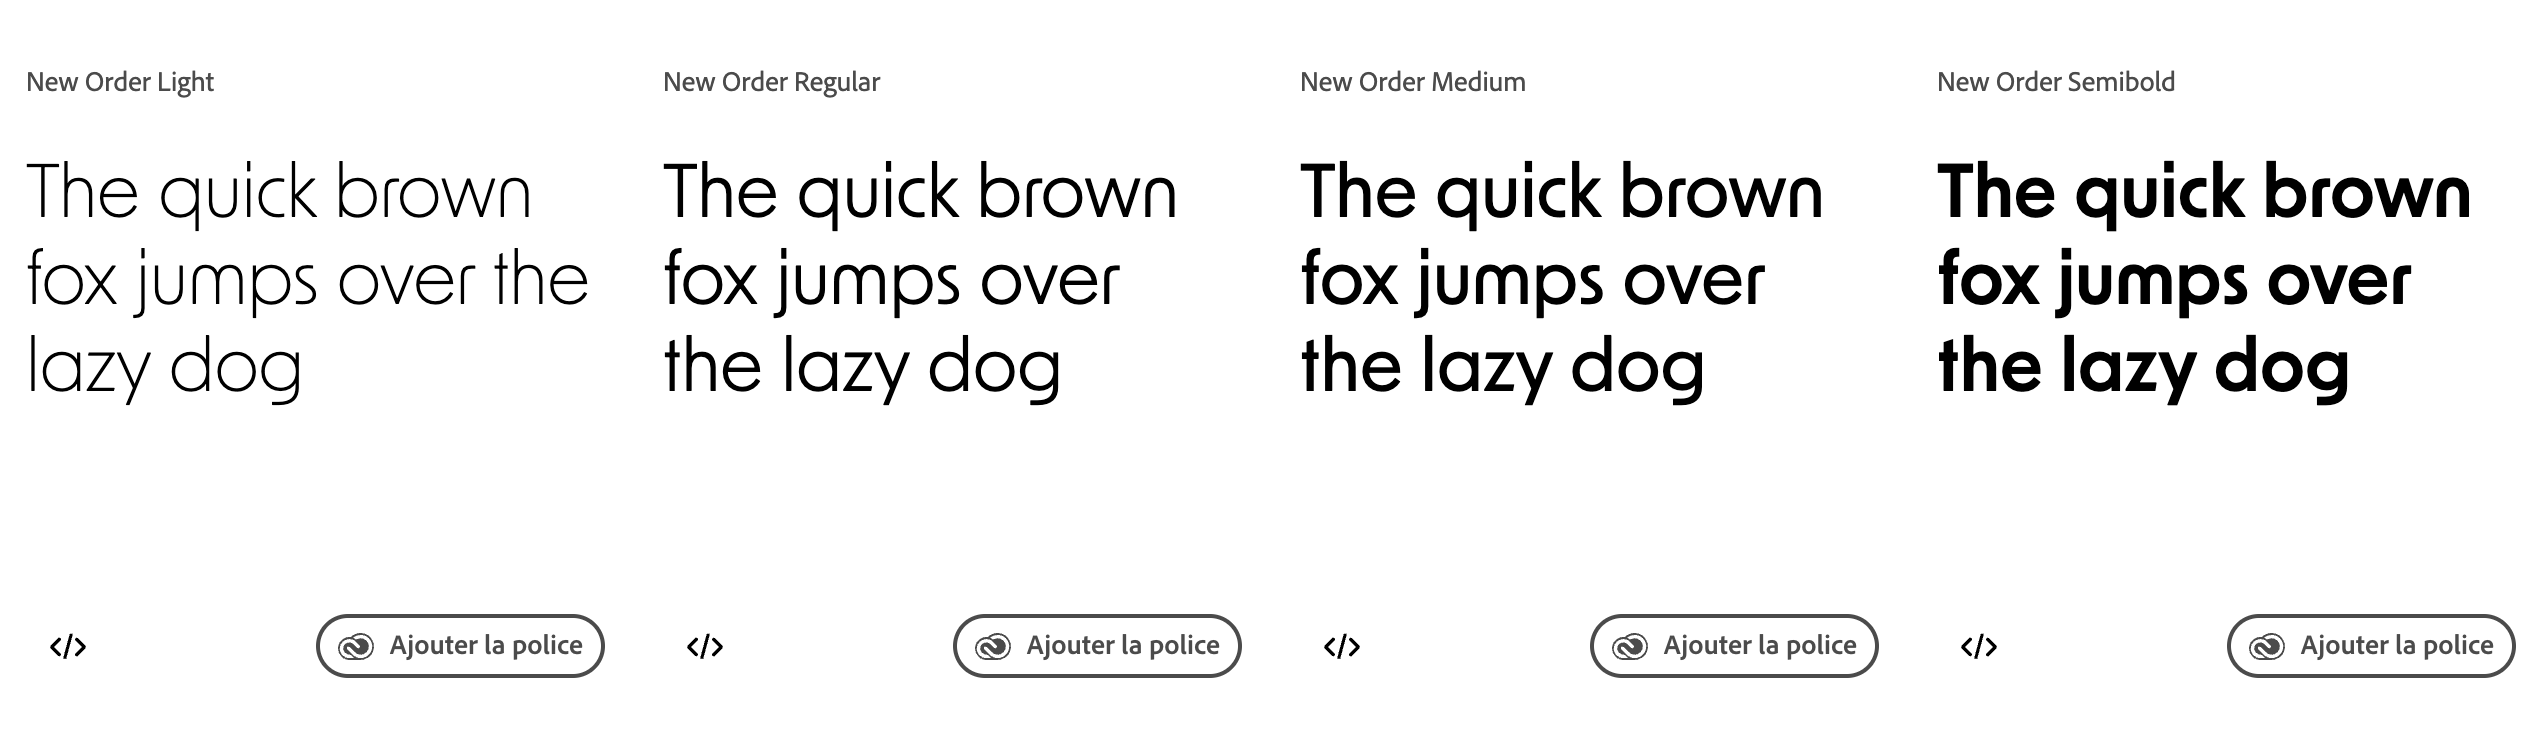 New Order Light
The quick brown
fox jumps over the
lazy dog
</> Ajouter la police
New Order Regular
The quick brown
fox jumps over
the lazy dog
</> Ajouter la police
New Order Medium
The quick brown
fox jumps over
the lazy dog
</> Ajouter la police
New Order Semibold
The quick brown
fox jumps over
the lazy dog
</> Ajouter la police